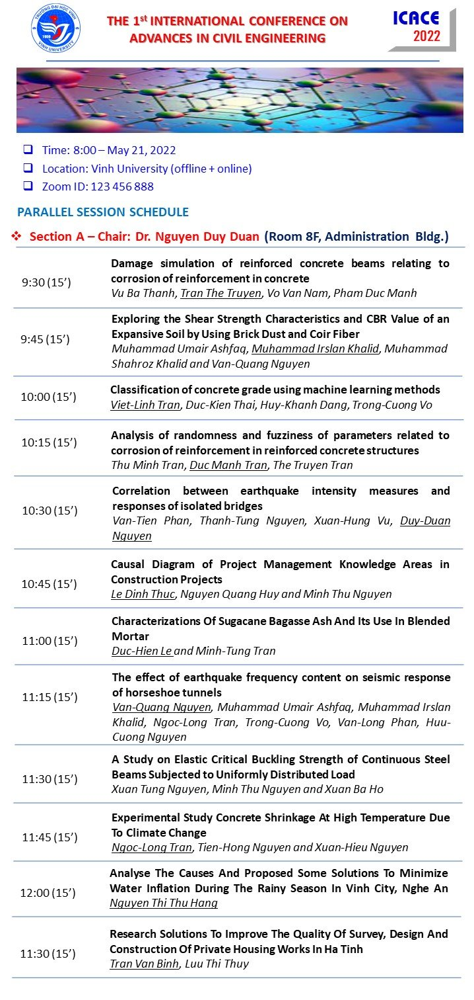 TRƯỜNG ĐẠI HỌC VINH
1959
VINH UNIVERSITY
THE 1st INTERNATIONAL CONFERENCE ON
ADVANCES IN CIVIL ENGINEERING
ICACE
2022
Time: 8:00 – May 21, 2022
Location: Vinh University (offline + online)
Zoom ID: 123 456 888
PARALLEL SESSION SCHEDULE
Section A – Chair: Dr. Nguyen Duy Duan (Room 8F, Administration Bldg.)
9:30 (15’)
Damage simulation of reinforced concrete beams relating to
corrosion of reinforcement in concrete
Vu Ba Thanh, Tran The Truyen, Vo Van Nam, Pham Duc Manh
9:45 (15’)
Exploring the Shear Strength Characteristics and CBR Value of an
Expansive Soil by Using Brick Dust and Coir Fiber
Muhammad Umair Ashfaq, Muhammad Irslan Khalid, Muhammad
Shahroz Khalid and Van-Quang Nguyen
10:00 (15’)
Classification of concrete grade using machine learning methods
Viet-Linh Tran, Duc-Kien Thai, Huy-Khanh Dang, Trong-Cuong Vo
10:15 (15’)
Analysis of randomness and fuzziness of parameters related to
corrosion of reinforcement in reinforced concrete structures
Thu Minh Tran, Duc Manh Tran, The Truyen Tran
10:30 (15’)
Correlation between earthquake intensity measures and
responses of isolated bridges
Van-Tien Phan, Thanh-Tung Nguyen, Xuan-Hung Vu, Duy-Duan
Nguyen
10:45 (15’)
Causal Diagram of Project Management Knowledge Areas in
Construction Projects
Le Dinh Thuc, Nguyen Quang Huy and Minh Thu Nguyen
11:00 (15’)
Characterizations Of Sugacane Bagasse Ash And Its Use In Blended
Mortar
Duc-Hien Le and Minh-Tung Tran
11:15 (15’)
The effect of earthquake frequency content on seismic response
of horseshoe tunnels
Van-Quang Nguyen, Muhammad Umair Ashfaq, Muhammad Irslan
Khalid, Ngoc-Long Tran, Trong-Cuong Vo, Van-Long Phan, Huu-
Cuong Nguyen
11:30 (15’)
A Study on Elastic Critical Buckling Strength of Continuous Steel
Beams Subjected to Uniformly Distributed Load
Xuan Tung Nguyen, Minh Thu Nguyen and Xuan Ba Ho
11:45 (15’)
Experimental Study Concrete Shrinkage At High Temperature Due
To Climate Change
Ngoc-Long Tran, Tien-Hong Nguyen and Xuan-Hieu Nguyen
12:00 (15’)
Analyse The Causes And Proposed Some Solutions To Minimize
Water Inflation During The Rainy Season In Vinh City, Nghe An
Nguyen Thi Thu Hang
11:30 (15’)
Research Solutions To Improve The Quality Of Survey, Design And
Construction Of Private Housing Works In Ha Tinh
Tran Van Binh, Luu Thi Thuy